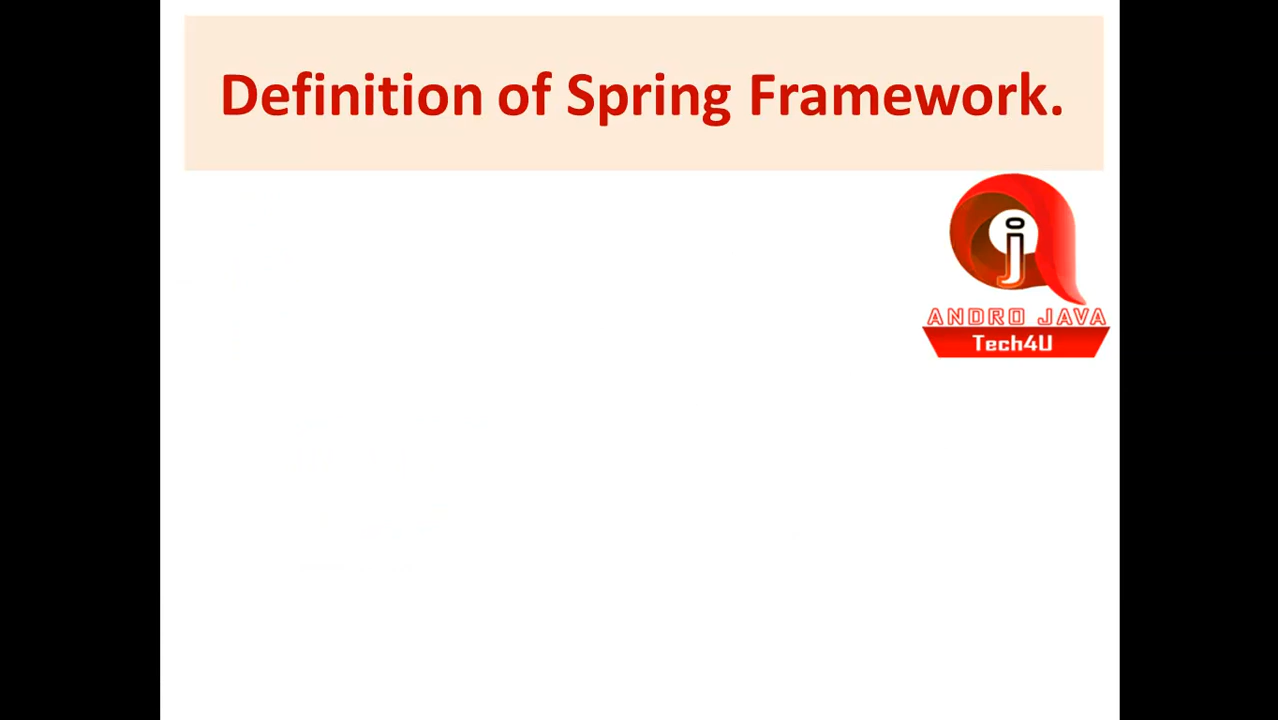 Definition of Spring Framework.
j
ANDRO JAVA
Tech4U